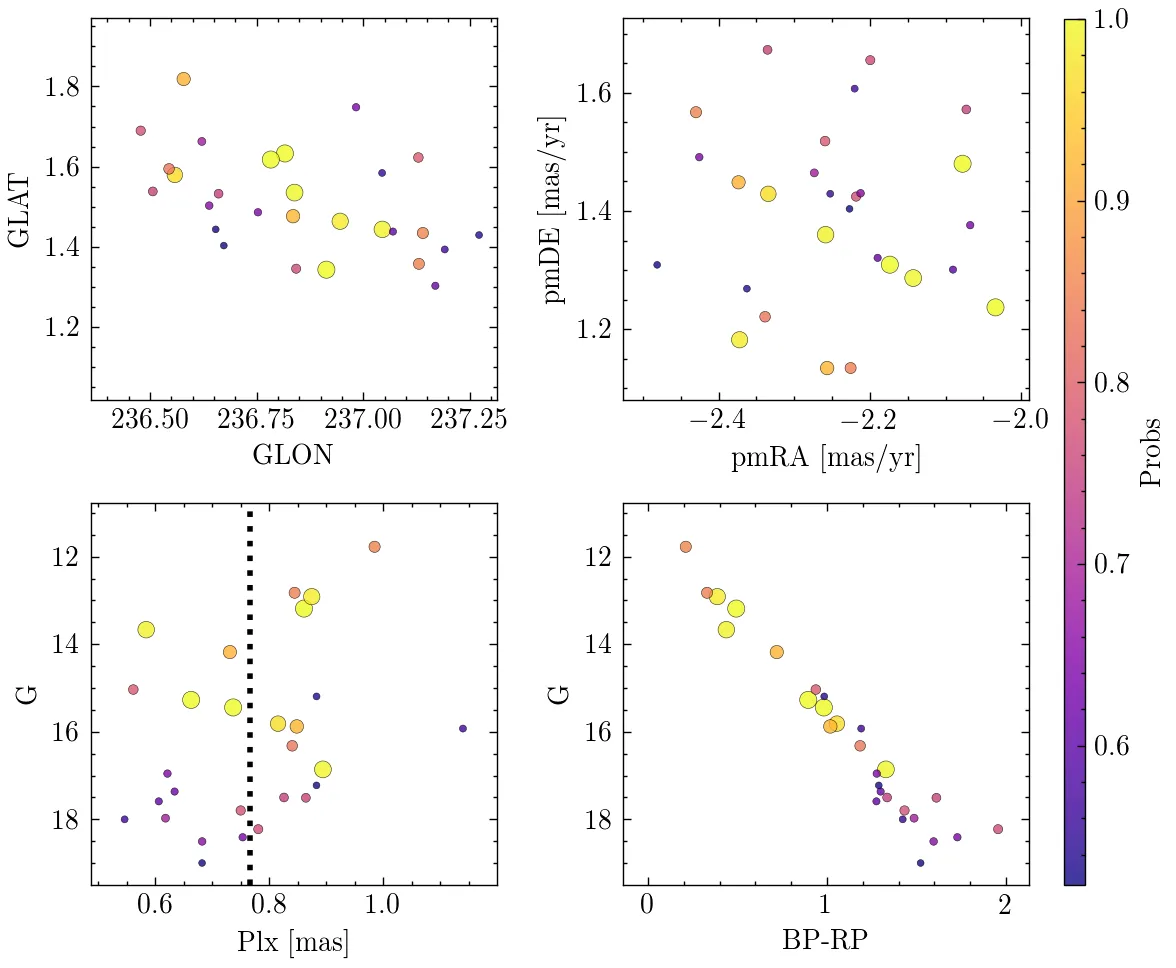 1.8
1.6
1.4
1.2
GLAT
236.50 236.75 237.00 237.25
GLON
1.6
1.4
1.2
pmDE [mas/yr]
−2.4 −2.2 −2.0
pmRA [mas/yr]
1.0
0.9
0.8
0.7
0.6
Probs
12
14
16
18
G
0.6 0.8 1.0
Plx [mas]
12
14
16
18
G
0 1 2
BP-RP